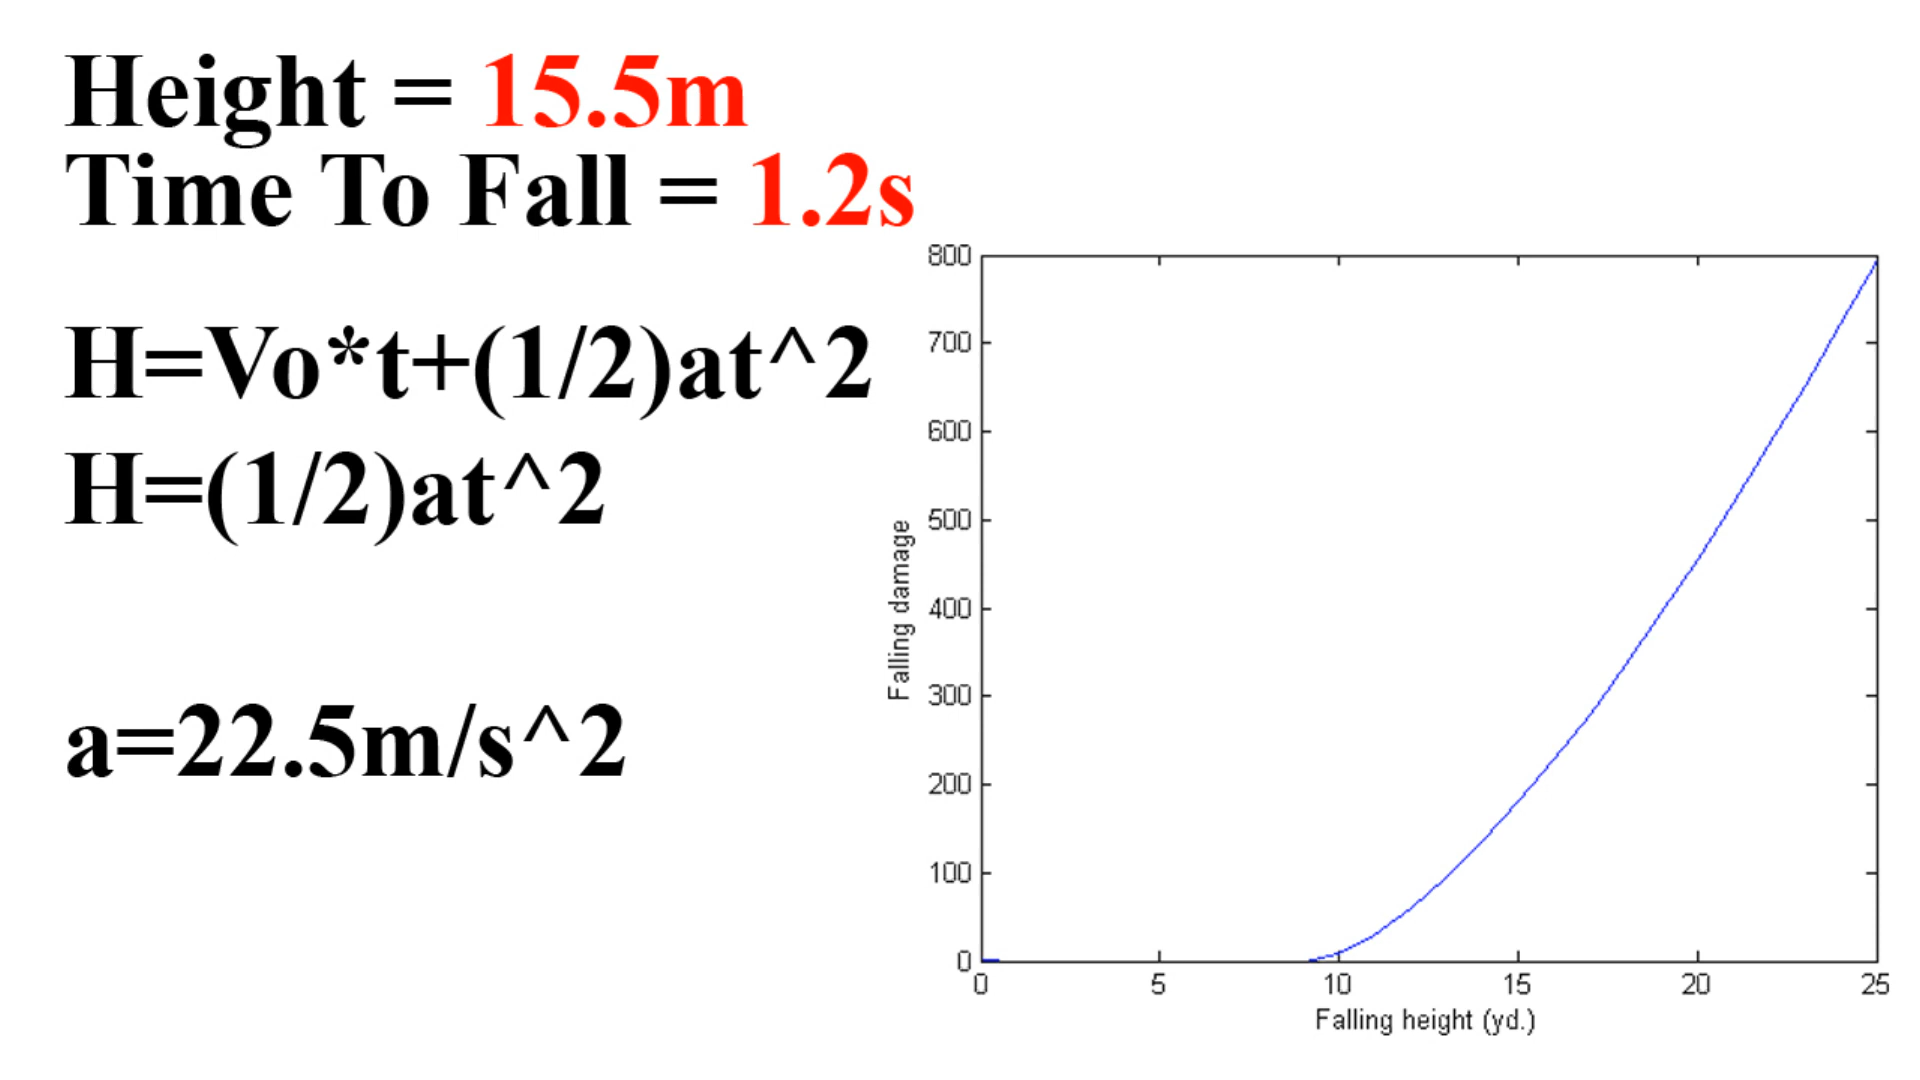 Height = 15.5m
Time To Fall = 1.2s
H=Vo*t+(1/2)at^2
H=(1/2)at^2
a=22.5m/s^2
800
700
600
500
400
300
200
100
0
Falling damage
0 5 10 15 20 25
Falling height (yd.)